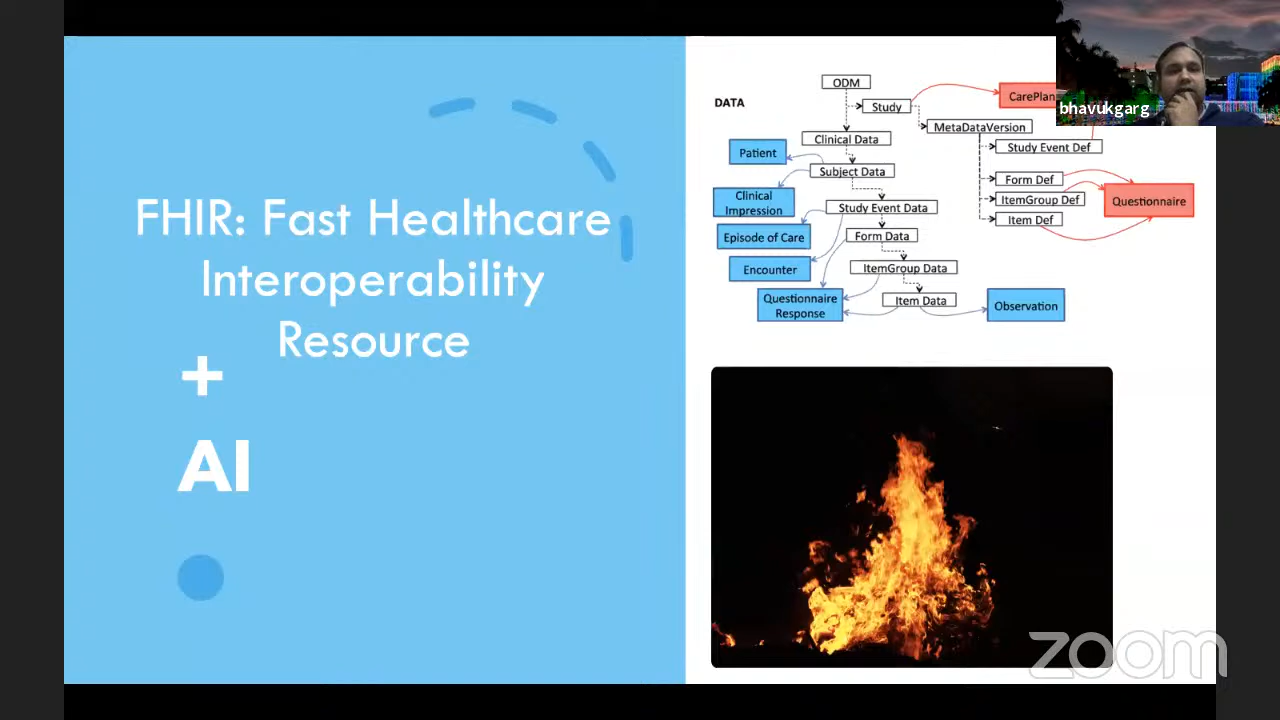 FHIR: Fast Healthcare
Interoperability
Resource
+
AI
DATA
ODM
Study
CarePlan
bhavukgarg
MetaDataVersion
Clinical Data
Study Event Def
Patient
Subject Data
Form Def
Clinical
Impression
ItemGroup Def
Questionnaire
Study Event Data
Item Def
Episode of Care
Form Data
Encounter
ItemGroup Data
Questionnaire
Response
Item Data
Observation
zoom